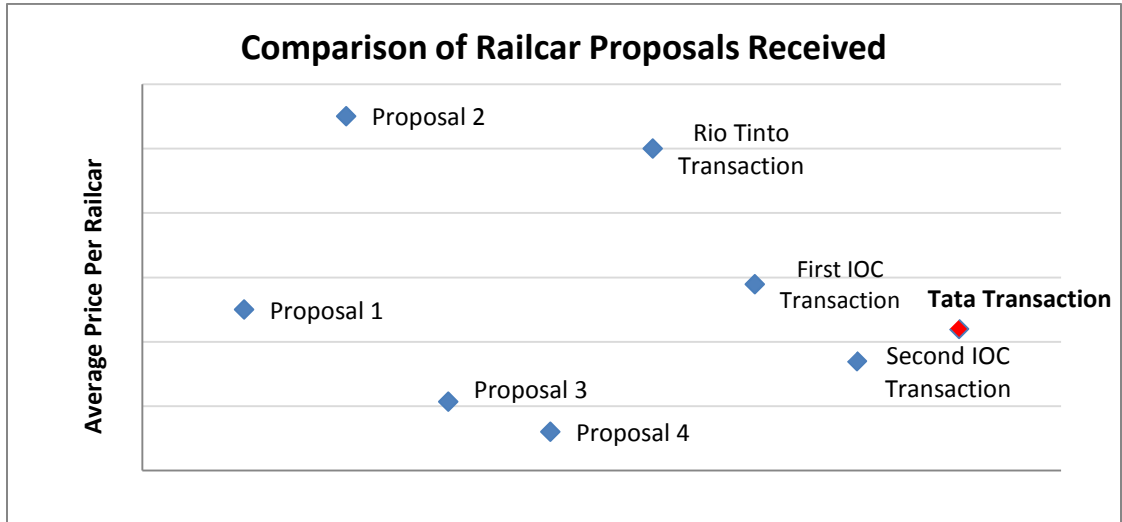 Comparison of Railcar Proposals Received
Average Price Per Railcar
Proposal 2
Rio Tinto
Transaction
First IOC
Transaction
Tata Transaction
Proposal 1
Second IOC
Transaction
Proposal 3
Proposal 4